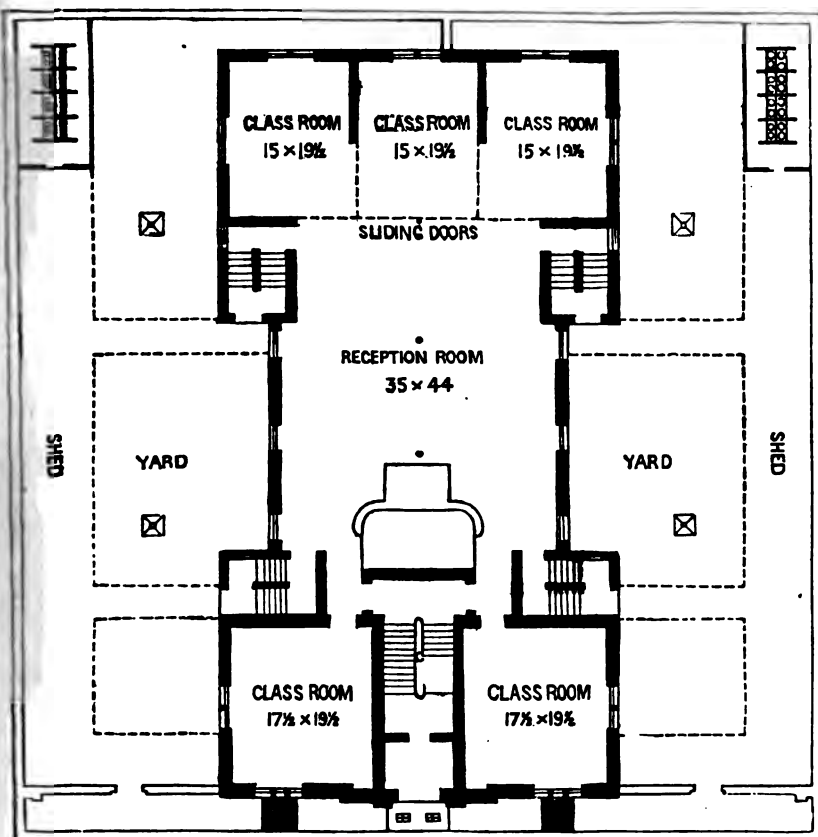 CLASS ROOM
15 × 19½
CLASS ROOM
15 × 19½
CLASS ROOM
15 × 19½
SLIDING DOORS
RECEPTION ROOM
35 × 44
SHED
YARD
YARD
SHED
CLASS ROOM
17½ × 19½
CLASS ROOM
17½ × 19½